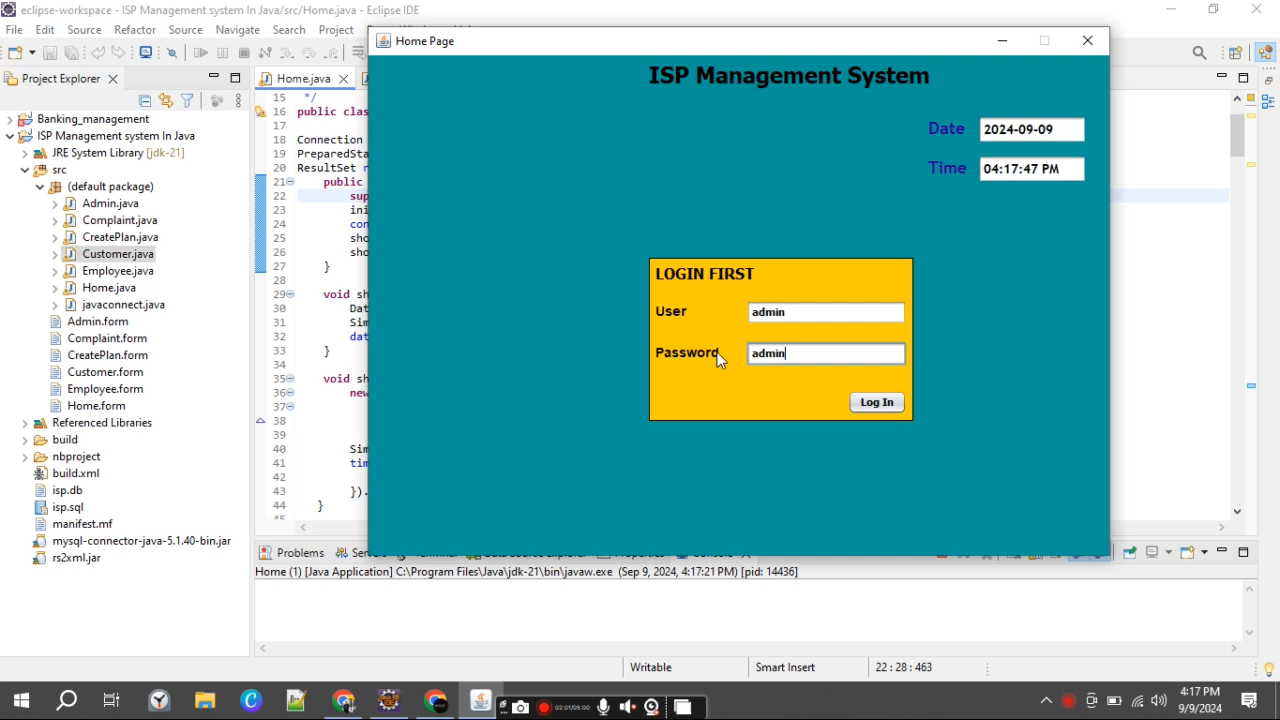 eclipse-workspace - ISP Management system In Java/src/Home.java - Eclipse IDE
File Edit Source Refactor Source Navigate Search Project
Project Explorer
Home.java
Banking_management
ISP Management system In Java
JRE System Library [jdk-21]
src
(default package)
Admin.java
Complaint.java
CreatePlan.java
Customer.java
Employee.java
Home.java
javaconnect.java
Admin.form
Complaint.form
CreatePlan.form
Customer.form
Employee.form
Home.form
Referenced Libraries
build
nbproject
build.xml
isp.db
isp.sql
manifest.mf
mysql-connector-java-5.1.40-bin.jar
rs2xml.jar
15 */
16 public clas
17
18 Connection
19 PreparedSta
20 ResultSet
21 public
22 sup
23 ini
24 con
25 sho
26 sho
27 }
28
29 void sh
30 Dat
31 Sim
32 dat
33 }
34
35 void sh
36 new
37
38
39
40 Sim
41 tim
42
43 }).
44 }
45
Home Page
ISP Management System
Date 2024-09-09
Time 04:17:47 PM
LOGIN FIRST
User admin
Password admin
Log In
Problems Servers
Home (1) [Java Application] C:\Program Files\Java\jdk-21\bin\javaw.exe (Sep 9, 2024, 4:17:21 PM) [pid: 14436]
Writable Smart Insert 22 : 28 : 463
02:01/05:00
4:17 PM
9/9/2024